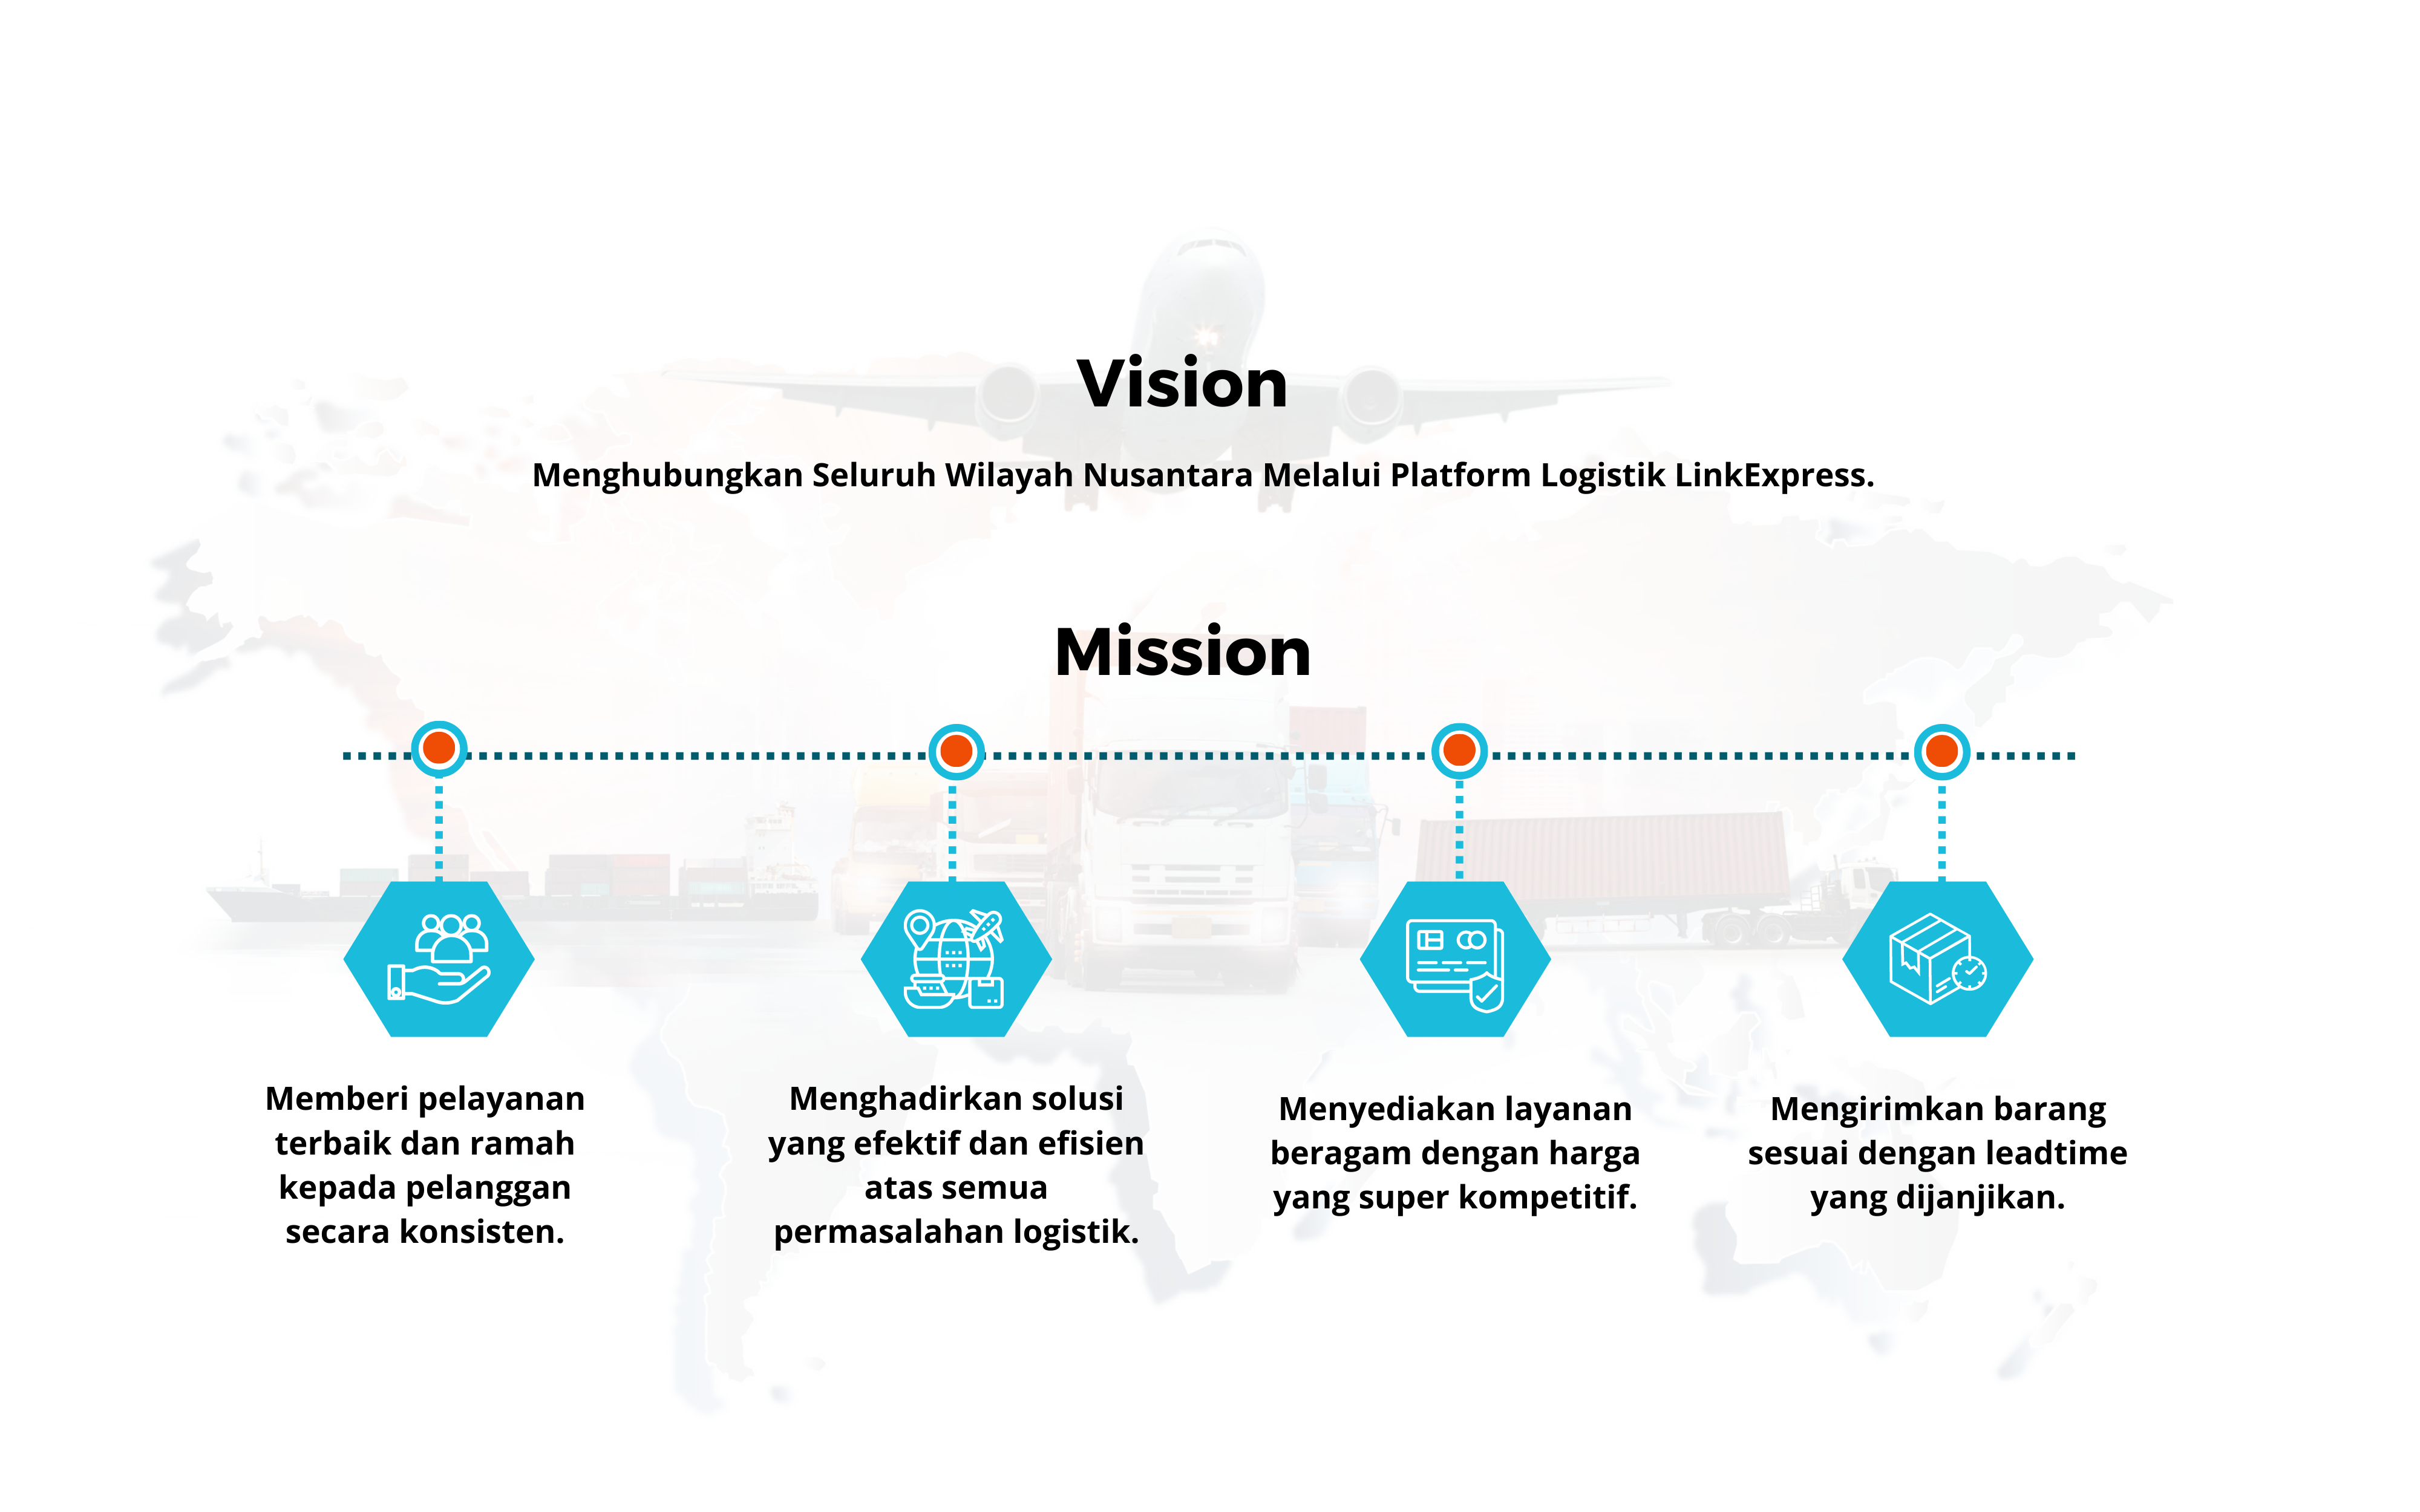 Vision
Menghubungkan Seluruh Wilayah Nusantara Melalui Platform Logistik LinkExpress.
Mission
Memberi pelayanan
terbaik dan ramah
kepada pelanggan
secara konsisten.
Menghadirkan solusi
yang efektif dan efisien
atas semua
permasalahan logistik.
Menyediakan layanan
beragam dengan harga
yang super kompetitif.
Mengirimkan barang
sesuai dengan leadtime
yang dijanjikan.